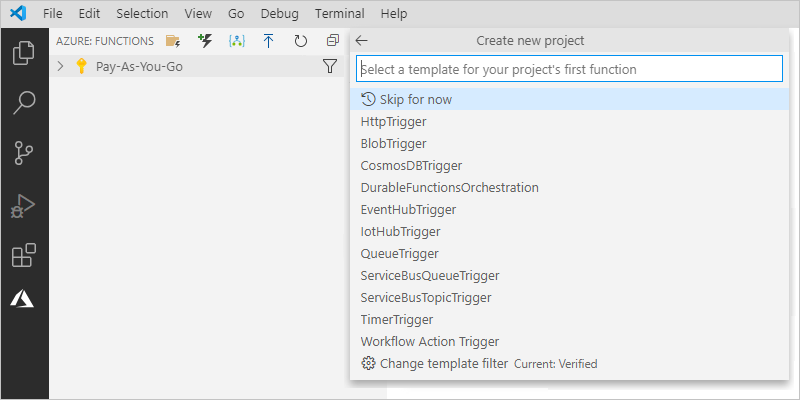 File Edit Selection View Go Debug Terminal Help
AZURE: FUNCTIONS
Pay-As-You-Go
Create new project
Select a template for your project's first function
Skip for now
HttpTrigger
BlobTrigger
CosmosDBTrigger
DurableFunctionsOrchestration
EventHubTrigger
IotHubTrigger
QueueTrigger
ServiceBusQueueTrigger
ServiceBusTopicTrigger
TimerTrigger
Workflow Action Trigger
Change template filter Current: Verified